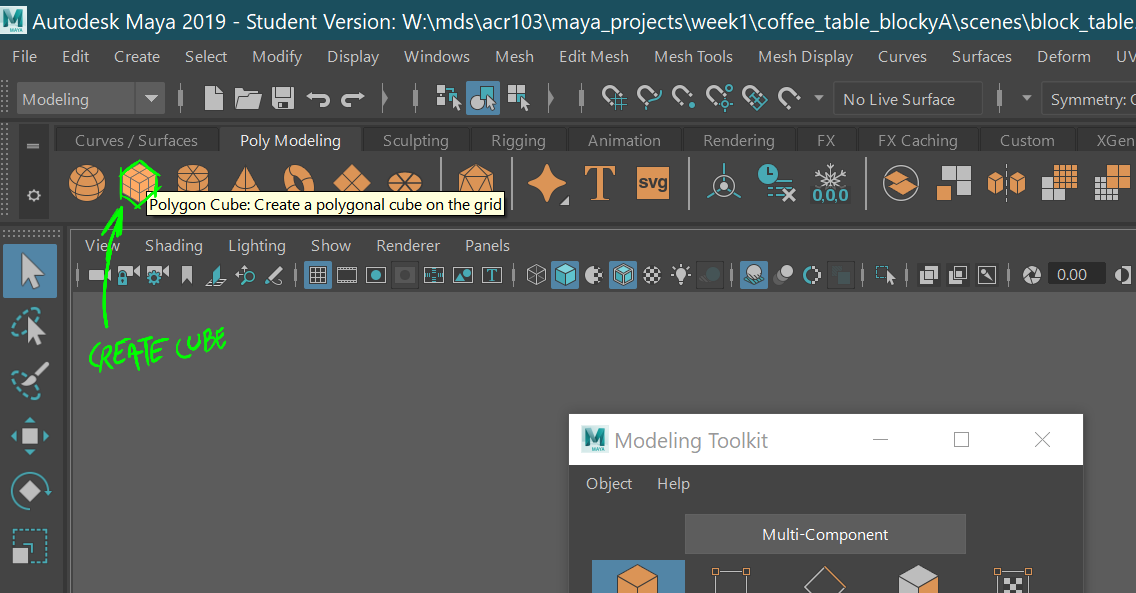 Autodesk Maya 2019 - Student Version: W:\mds\acr103\maya_projects\week1\coffee_table_blockyA\scenes\block_table.
File Edit Create Select Modify Display Windows Mesh Edit Mesh Mesh Tools Mesh Display Curves Surfaces Deform UV
Modeling No Live Surface Symmetry: O
Curves / Surfaces Poly Modeling Sculpting Rigging Animation Rendering FX FX Caching Custom XGen
T svg 0,0,0
Polygon Cube: Create a polygonal cube on the grid
View Shading Lighting Show Renderer Panels
T 0.00
CREATE CUBE
MAYA Modeling Toolkit
Object Help
Multi-Component